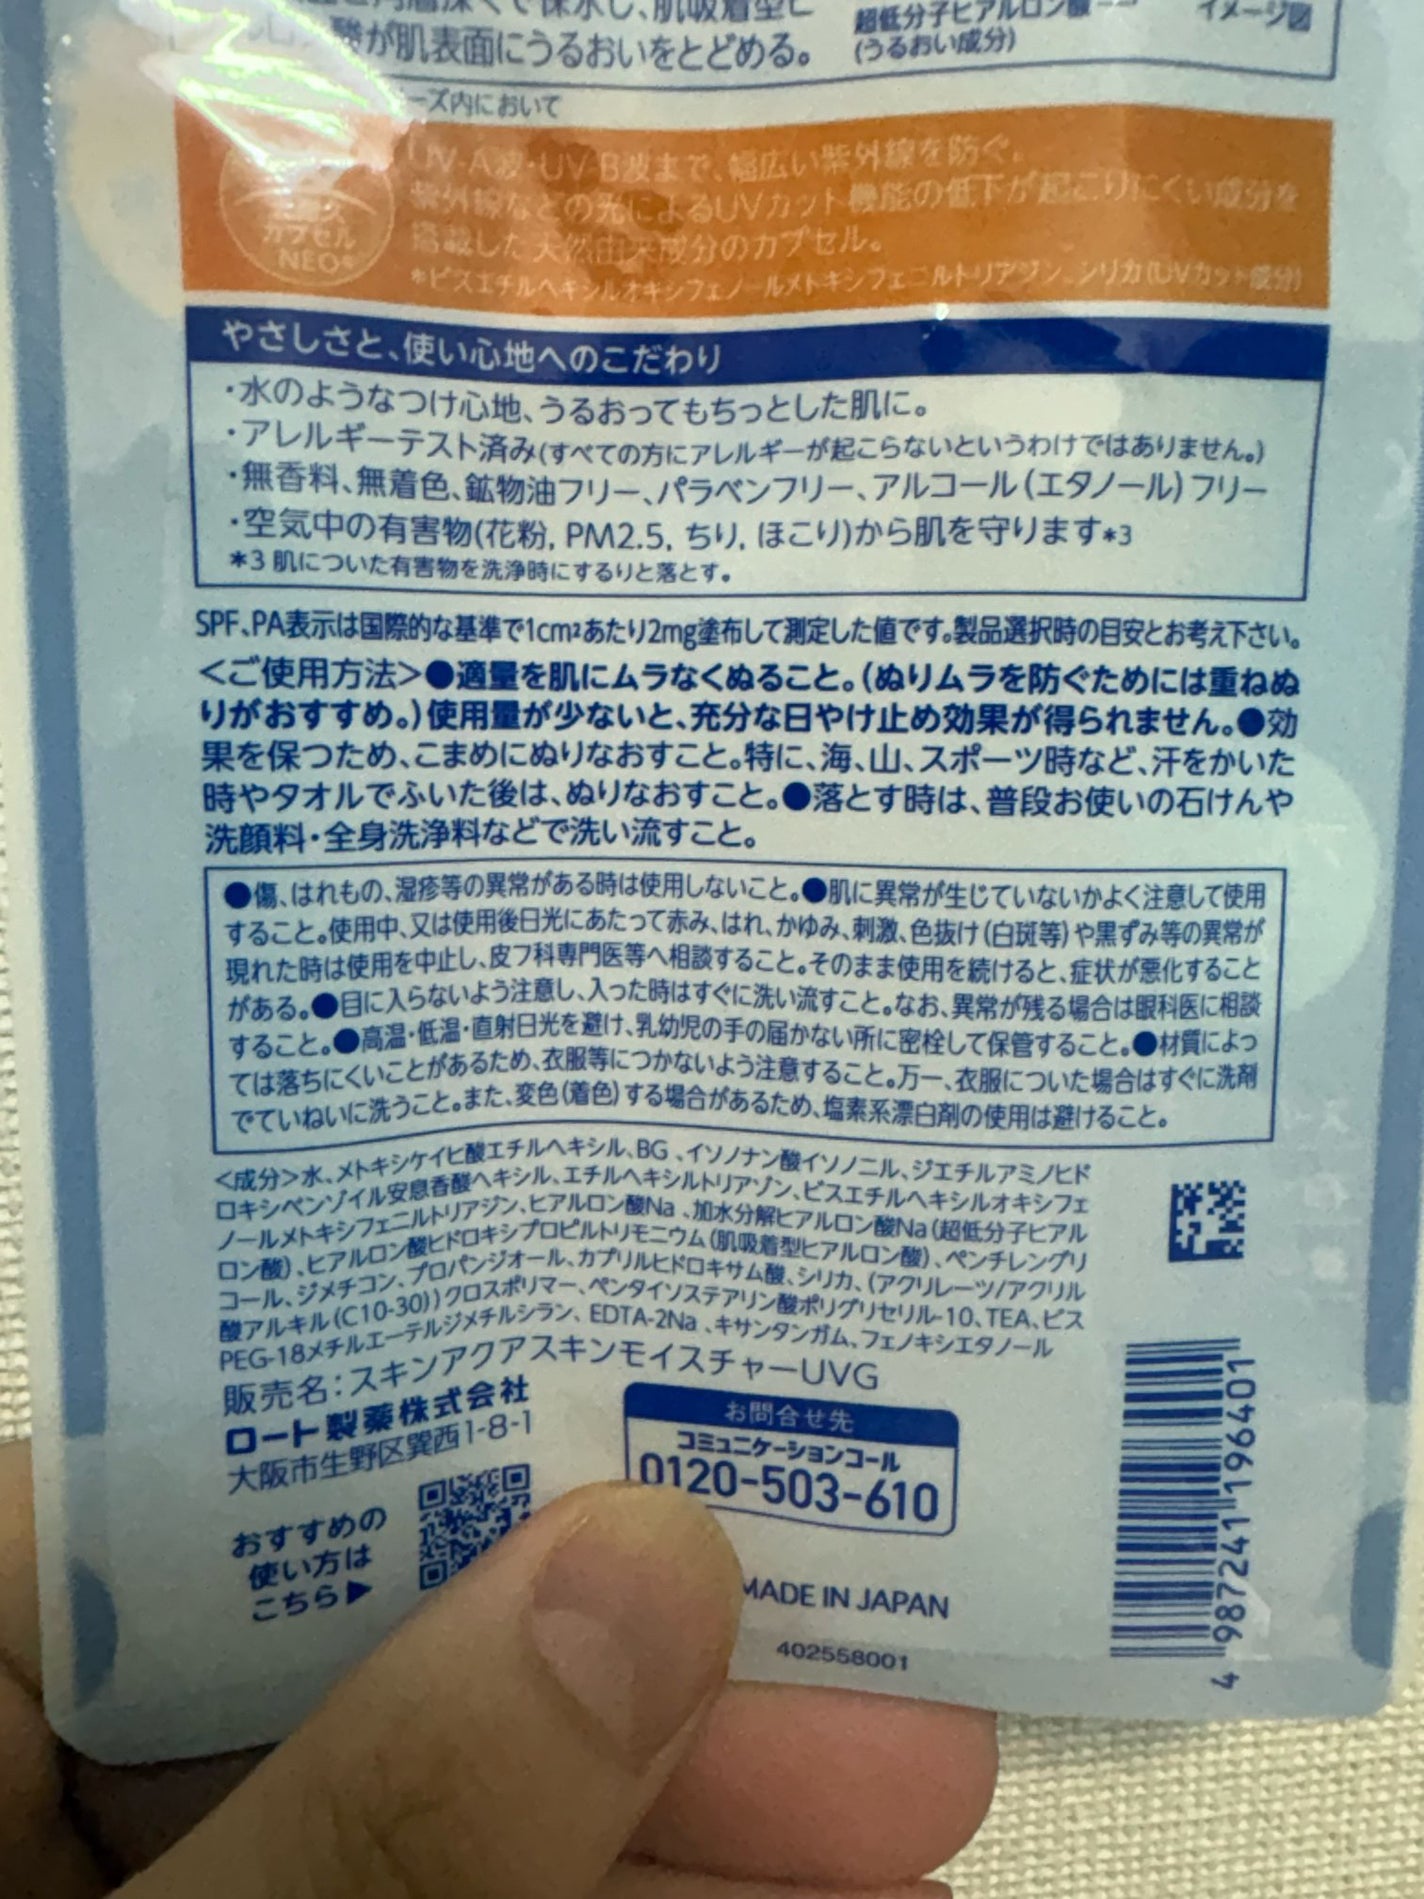 酸が肌表面にうるおいをとどめる。
超低分子ヒアルロン酸
(うるおい成分)
イメージ図
ズ内において
UV-A波・UV-B波まで、幅広い紫外線を防ぐ。
紫外線などの光によるUVカット機能の低下が起こりにくい成分を
搭載した天然由来成分のカプセル。
カプセル
NEO*
*ビスエチルヘキシルオキシフェノールメトキシフェニルトリアジン、シリカ(UVカット成分)
やさしさと、使い心地へのこだわり
・水のようなつけ心地、うるおってもちっとした肌に。
・アレルギーテスト済み(すべての方にアレルギーが起こらないというわけではありません。)
・無香料、無着色、鉱物油フリー、パラベンフリー、アルコール(エタノール)フリー
・空気中の有害物(花粉, PM2.5, ちり, ほこり)から肌を守ります*3
*3 肌についた有害物を洗浄時にするりと落とす。
SPF、PA表示は国際的な基準で1cm²あたり2mg塗布して測定した値です。製品選択時の目安とお考え下さい。
<ご使用方法>●適量を肌にムラなくぬること。(ぬりムラを防ぐためには重ねぬ
りがおすすめ。)使用量が少ないと、充分な日やけ止め効果が得られません。●効
果を保つため、こまめにぬりなおすこと。特に、海、山、スポーツ時など、汗をかいた
時やタオルでふいた後は、ぬりなおすこと。●落とす時は、普段お使いの石けんや
洗顔料・全身洗浄料などで洗い流すこと。
●傷、はれもの、湿疹等の異常がある時は使用しないこと。●肌に異常が生じていないかよく注意して使用
すること。使用中、又は使用後日光にあたって赤み、はれ、かゆみ、刺激、色抜け(白斑等)や黒ずみ等の異常が
現れた時は使用を中止し、皮フ科専門医等へ相談すること。そのまま使用を続けると、症状が悪化すること
がある。●目に入らないよう注意し、入った時はすぐに洗い流すこと。なお、異常が残る場合は眼科医に相談
すること。●高温・低温・直射日光を避け、乳幼児の手の届かない所に密栓して保管すること。●材質によっ
ては落ちにくいことがあるため、衣服等につかないよう注意すること。万一、衣服についた場合はすぐに洗剤
でていねいに洗うこと。また、変色(着色)する場合があるため、塩素系漂白剤の使用は避けること。
<成分>水、メトキシケイヒ酸エチルヘキシル、BG、イソノナン酸イソノニル、ジエチルアミノヒド
ロキシベンゾイル安息香酸ヘキシル、エチルヘキシルトリアゾン、ビスエチルヘキシルオキシフェ
ノールメトキシフェニルトリアジン、ヒアルロン酸Na、加水分解ヒアルロン酸Na(超低分子ヒアル
ロン酸)、ヒアルロン酸ヒドロキシプロピルトリモニウム(肌吸着型ヒアルロン酸)、ペンチレングリ
コール、ジメチコン、プロパンジオール、カプリルヒドロキサム酸、シリカ、(アクリレーツ/アクリル
酸アルキル(C10-30))クロスポリマー、ペンタイソステアリン酸ポリグリセリル-10、TEA、ビス
PEG-18メチルエーテルジメチルシラン、EDTA-2Na、キサンタンガム、フェノキシエタノール
販売名:スキンアクアスキンモイスチャーUVG
ロート製薬株式会社
大阪市生野区巽西1-8-1
お問合せ先
コミュニケーションコール
0120-503-610
おすすめの
使い方は
こちら▶
MADE IN JAPAN
402558001
4 987241 196401